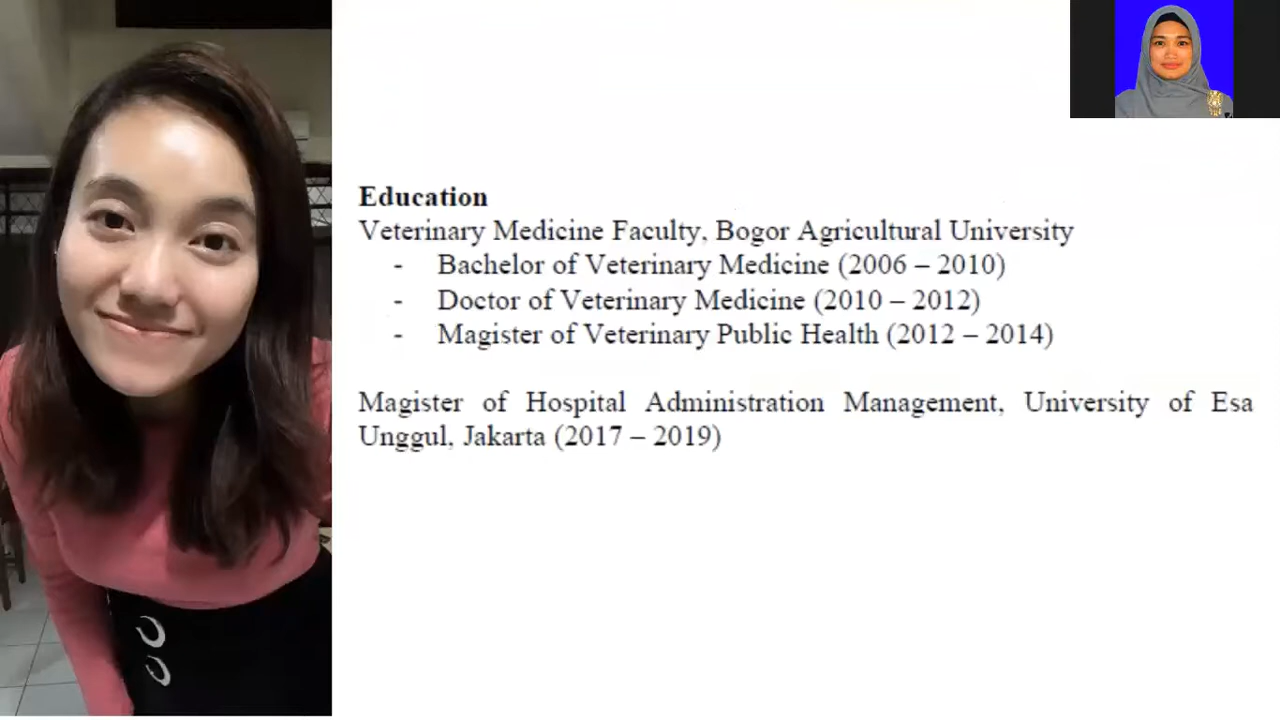 Education
Veterinary Medicine Faculty, Bogor Agricultural University
- Bachelor of Veterinary Medicine (2006 – 2010)
- Doctor of Veterinary Medicine (2010 – 2012)
- Magister of Veterinary Public Health (2012 – 2014)
Magister of Hospital Administration Management, University of Esa
Unggul, Jakarta (2017 – 2019)